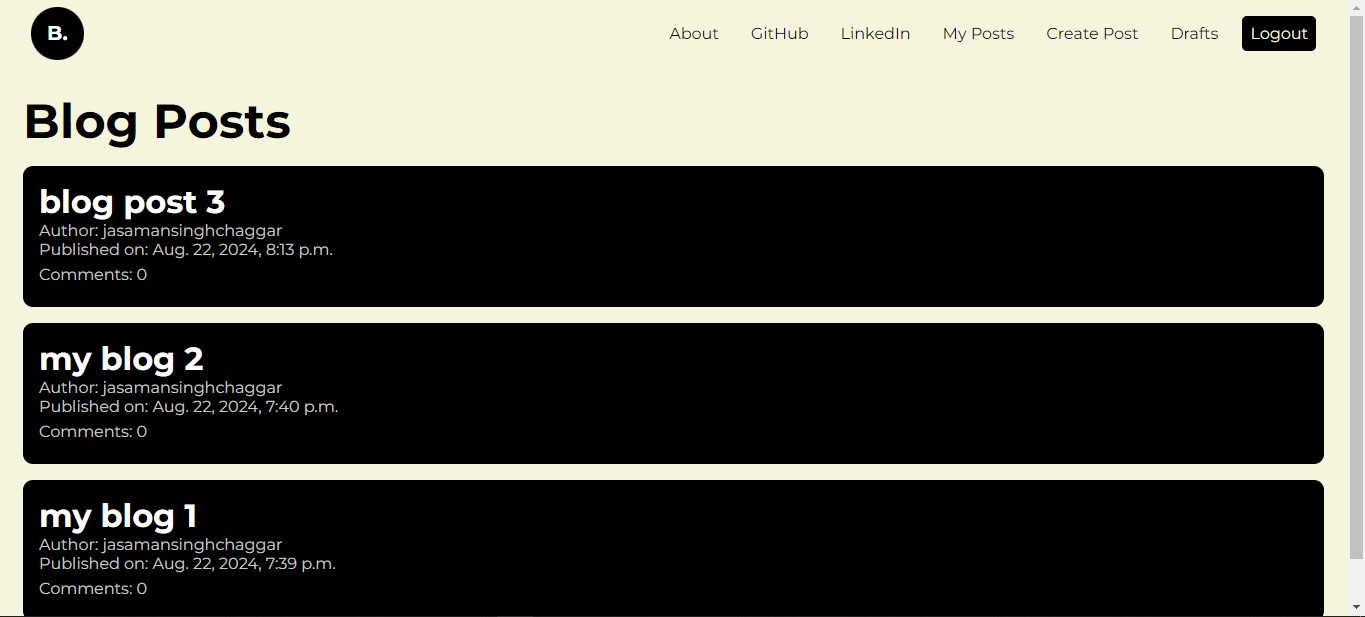 B.
About GitHub LinkedIn My Posts Create Post Drafts Logout
Blog Posts
blog post 3
Author: jasamansinghchaggar
Published on: Aug. 22, 2024, 8:13 p.m.
Comments: 0
my blog 2
Author: jasamansinghchaggar
Published on: Aug. 22, 2024, 7:40 p.m.
Comments: 0
my blog 1
Author: jasamansinghchaggar
Published on: Aug. 22, 2024, 7:39 p.m.
Comments: 0